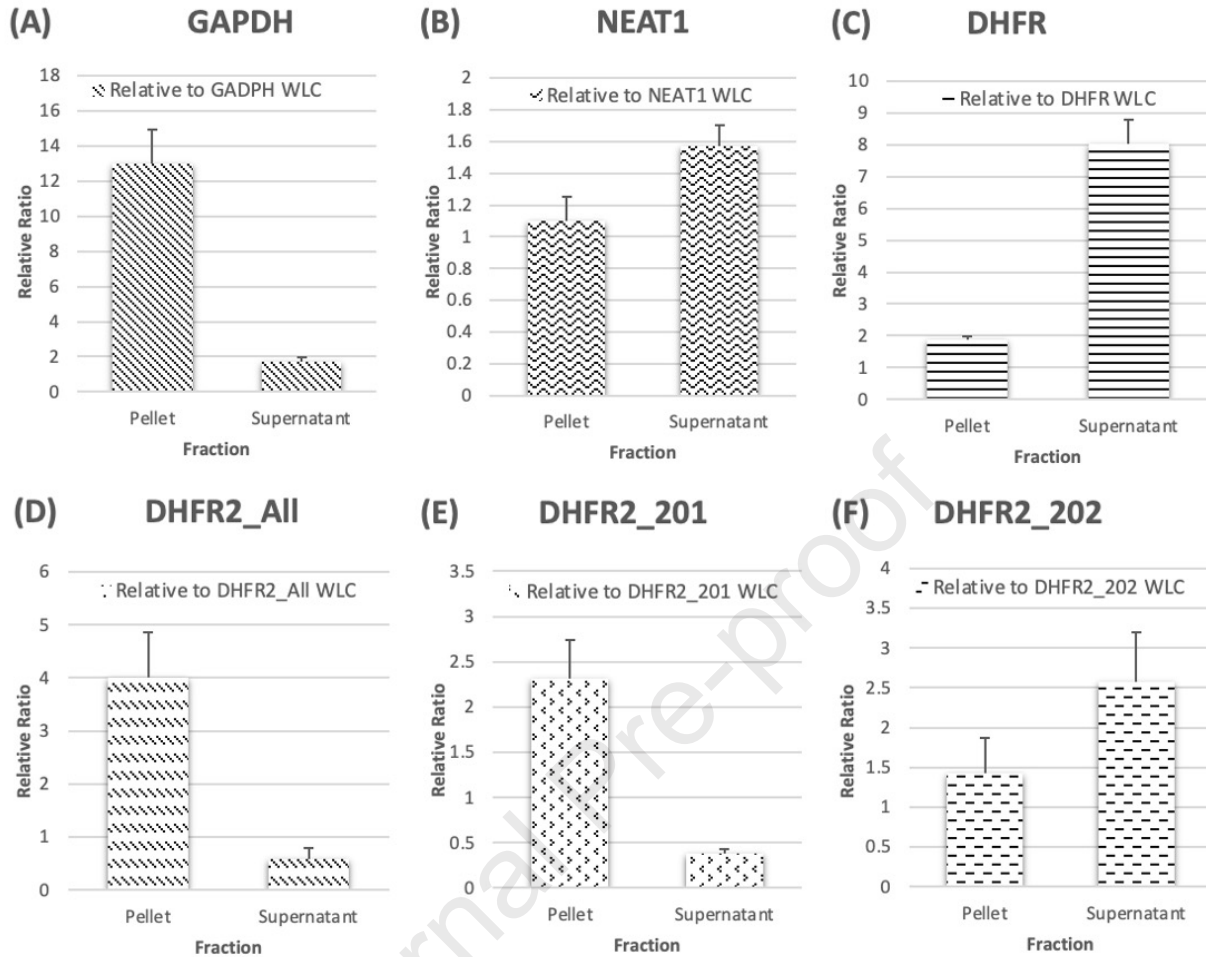 (A) GAPDH
Relative to GADPH WLC
Relative Ratio
18
16
14
12
10
8
6
4
2
0
Pellet Supernatant
Fraction
(B) NEAT1
Relative to NEAT1 WLC
Relative Ratio
2
1.8
1.6
1.4
1.2
1
0.8
0.6
0.4
0.2
0
Pellet Supernatant
Fraction
(C) DHFR
Relative to DHFR WLC
Relative Ratio
10
9
8
7
6
5
4
3
2
1
0
Pellet Supernatant
Fraction
(D) DHFR2_All
Relative to DHFR2_All WLC
Relative Ratio
6
5
4
3
2
1
0
Pellet Supernatant
Fraction
(E) DHFR2_201
Relative to DHFR2_201 WLC
Relative Ratio
3.5
3
2.5
2
1.5
1
0.5
0
Pellet Supernatant
Fraction
(F) DHFR2_202
Relative to DHFR2_202 WLC
Relative Ratio
4
3.5
3
2.5
2
1.5
1
0.5
0
Pellet Supernatant
Fraction
rnal Pre-proof